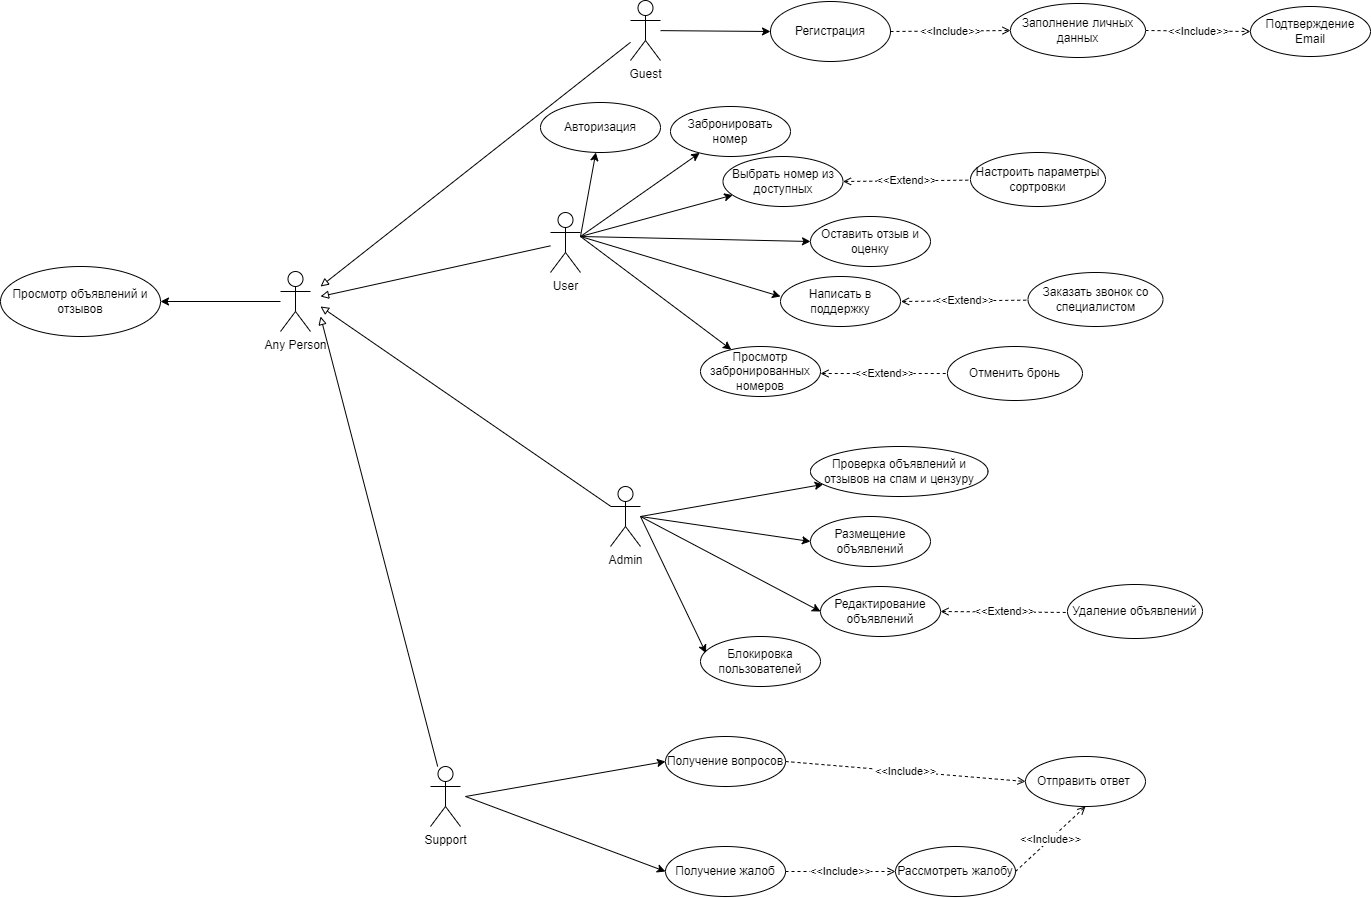 Регистрация
<<Include>>
Заполнение личных
данных
<<Include>>
Подтверждение
Email
Guest
Авторизация
Забронировать
номер
Выбрать номер из
доступных
<<Extend>>
Настроить параметры
сортровки
Оставить отзыв и
оценку
User
Просмотр объявлений и
отзывов
Any Person
Написать в
поддержку
<<Extend>>
Заказать звонок со
специалистом
Просмотр
забронированных
номеров
<<Extend>>
Отменить бронь
Проверка объявлений и
отзывов на спам и цензуру
Admin
Размещение
объявлений
Редактирование
объявлений
<<Extend>>
Удаление объявлений
Блокировка
пользователей
Support
Получение вопросов
<<Include>>
Отправить ответ
<<Include>>
Получение жалоб
<<Include>>
Рассмотреть жалобу